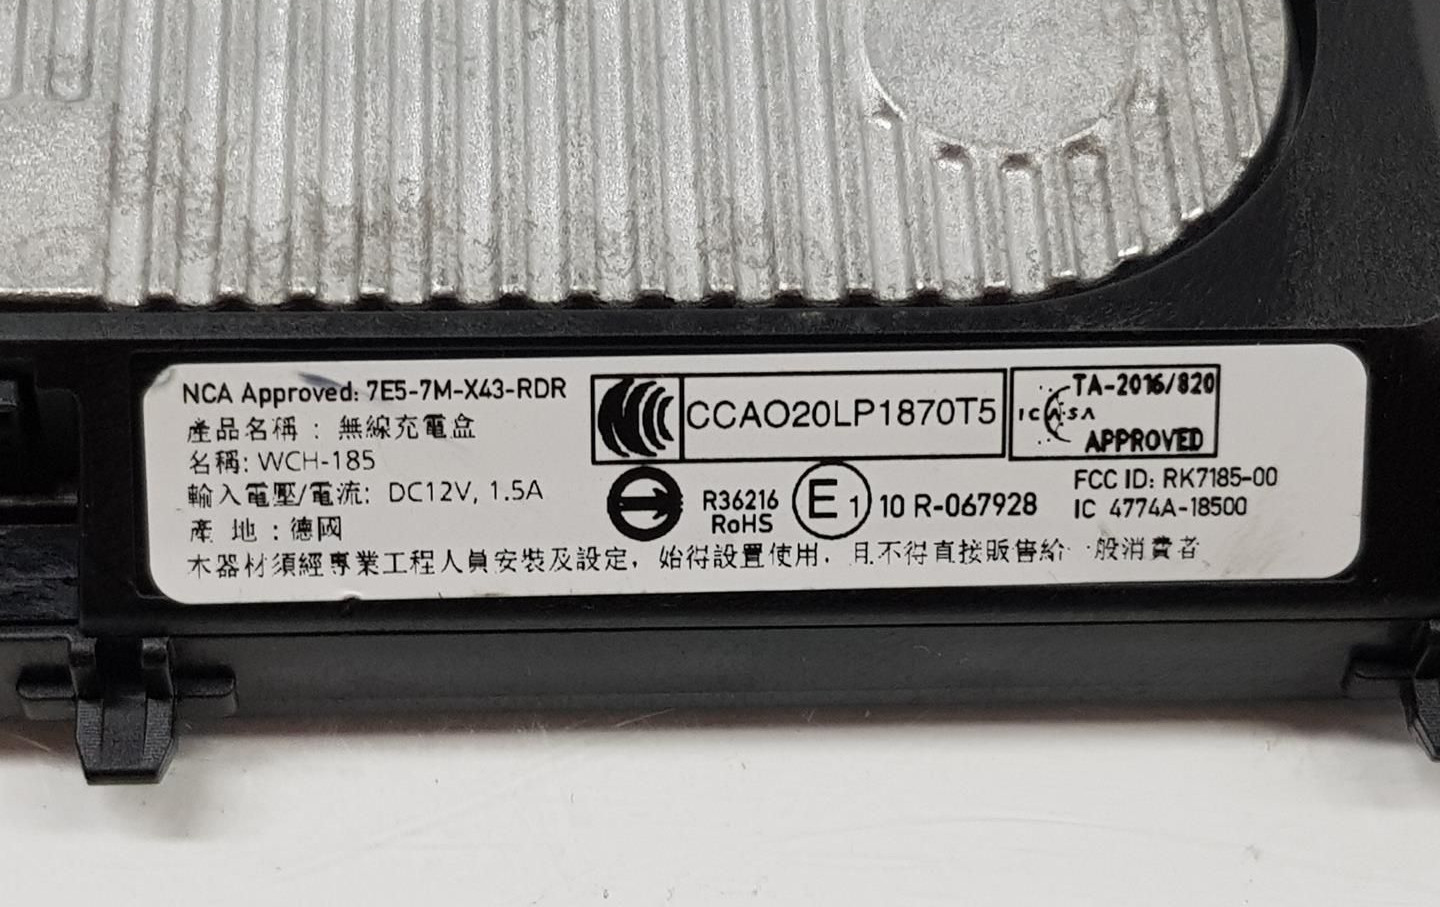 NCA Approved: 7E5-7M-X43-RDR
產品名稱 : 無線充電盒
名稱: WCH-185
輸入電壓/電流: DC12V, 1.5A
產 地 : 德國
CCAO20LP1870T5
TA-2016/820
ICASA
APPROVED
R36216
RoHS
E1
10 R-067928
FCC ID: RK7185-00
IC 4774A-18500
本器材須經專業工程人員安裝及設定, 始得設置使用, 且不得直接販售給一般消費者